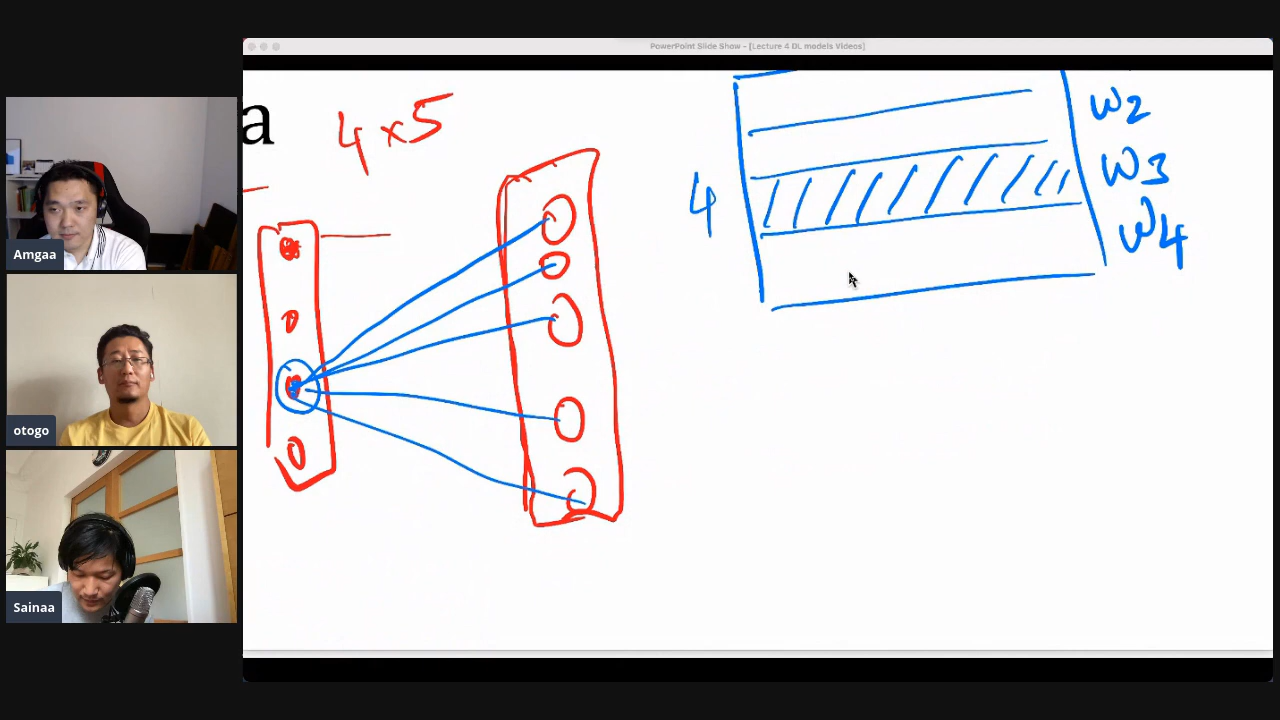 PowerPoint Slide Show - [Lecture 4 DL models Videos]
a
4 x 5
4
W2
W3
W4
Amgaa
otogo
Sainaa